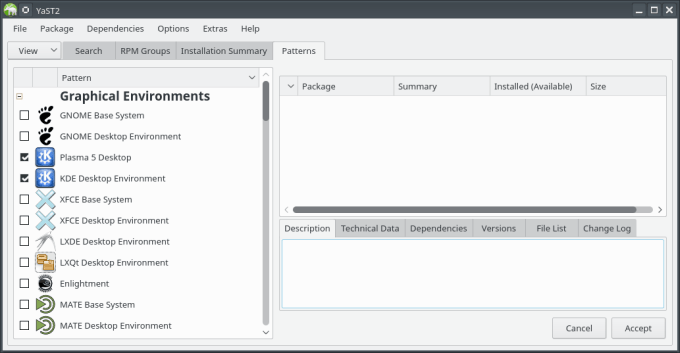 YaST2
File Package Dependencies Options Extras Help
View Search RPM Groups Installation Summary Patterns
Pattern
Graphical Environments
GNOME Base System
GNOME Desktop Environment
Plasma 5 Desktop
KDE Desktop Environment
XFCE Base System
XFCE Desktop Environment
LXDE Desktop Environment
LXQt Desktop Environment
Enlightment
MATE Base System
MATE Desktop Environment
Package Summary Installed (Available) Size
Description Technical Data Dependencies Versions File List Change Log
Cancel Accept